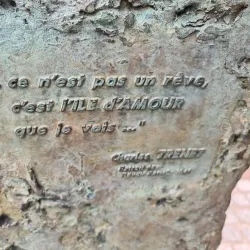 ce n'est pas un rêve,
c'est l'ILE d'AMOUR
que je vois ..."
Charles TRENET